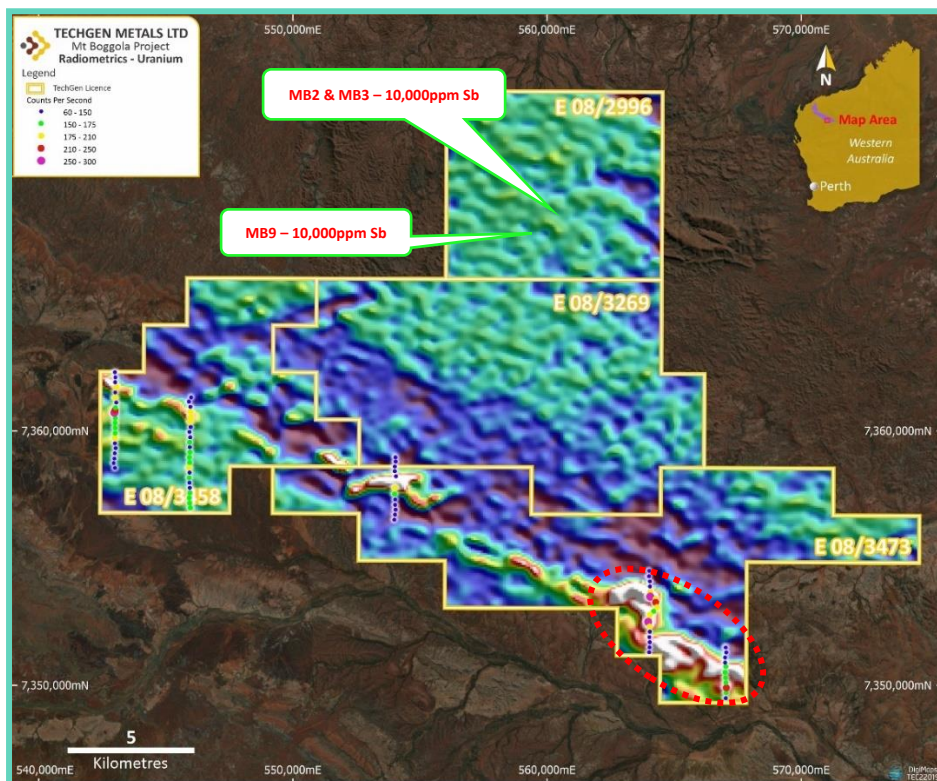 550,000mE
560,000mE
570,000mE
TECHGEN METALS LTD
Mt Boggola Project
Radiometrics - Uranium
Legend
TechGen Licence
Counts Per Second
60 - 150
150 - 175
175 - 210
210 - 250
250 - 300
MB2 & MB3 – 10,000ppm Sb
E 08/2996
N
Map Area
Western
Australia
Perth
MB9 – 10,000ppm Sb
E 08/3269
7,360,000mN
7,360,000mN
E 08/3458
E 08/3473
7,350,000mN
7,350,000mN
5
Kilometres
540,000mE
550,000mE
560,000mE
570,000mE
DigiMaps